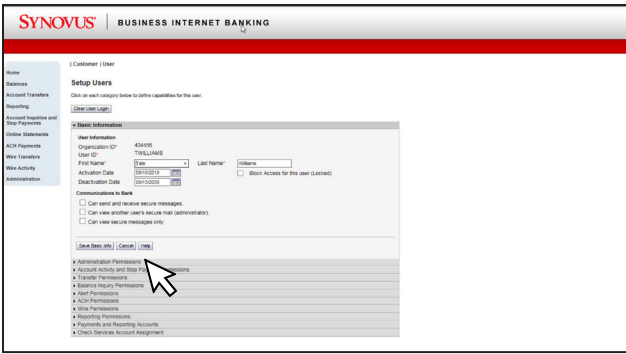 SYNOVUS®
BUSINESS INTERNET BANKING
| Customer | User
Home
Balances
Account Transfers
Reporting
Account Inquiries and
Stop Payments
Online Statements
ACH Payments
Wire Transfers
Wire Activity
Administration
Setup Users
Click on each category below to define capabilities for this user.
Clear User Login
Basic Information
User Information
Organization ID* 404456
User ID* TWILLIAMS
First Name* Last Name* Williams
Activation Date 09/16/2019 Block Access for this user (Locked)
Deactivation Date
Communications to Bank
Can send and receive secure messages.
Can view another user's secure mail (administrator).
Can view secure messages only
Save Basic Info Cancel Help
Administration Permissions
Account Activity and Stop Permissions
Transfer Permissions
Balance Inquiry Permissions
Alert Permissions
ACH Permissions
Wire Permissions
Reporting Permissions
Payments and Reporting Accounts
Check Services Account Assignment